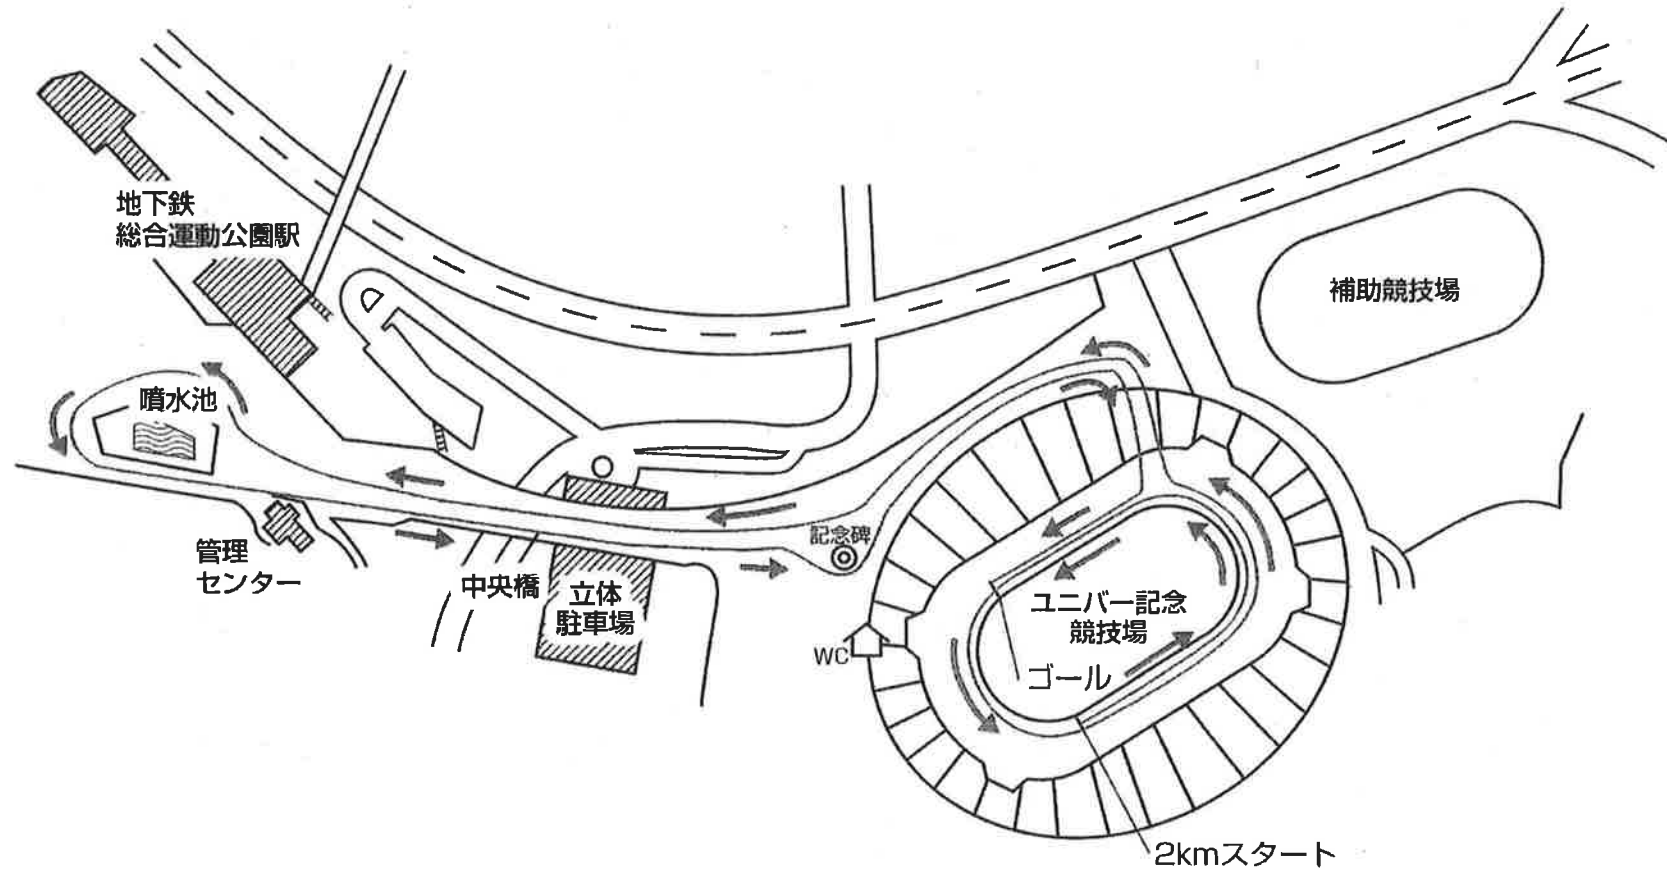 地下鉄
総合運動公園駅
補助競技場
噴水池
記念碑
管理
センター
中央橋
立体
駐車場
ユニバー記念
競技場
WC
ゴール
2kmスタート